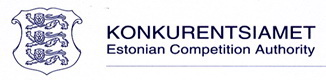 KONKURENTSIAMET
Estonian Competition Authority